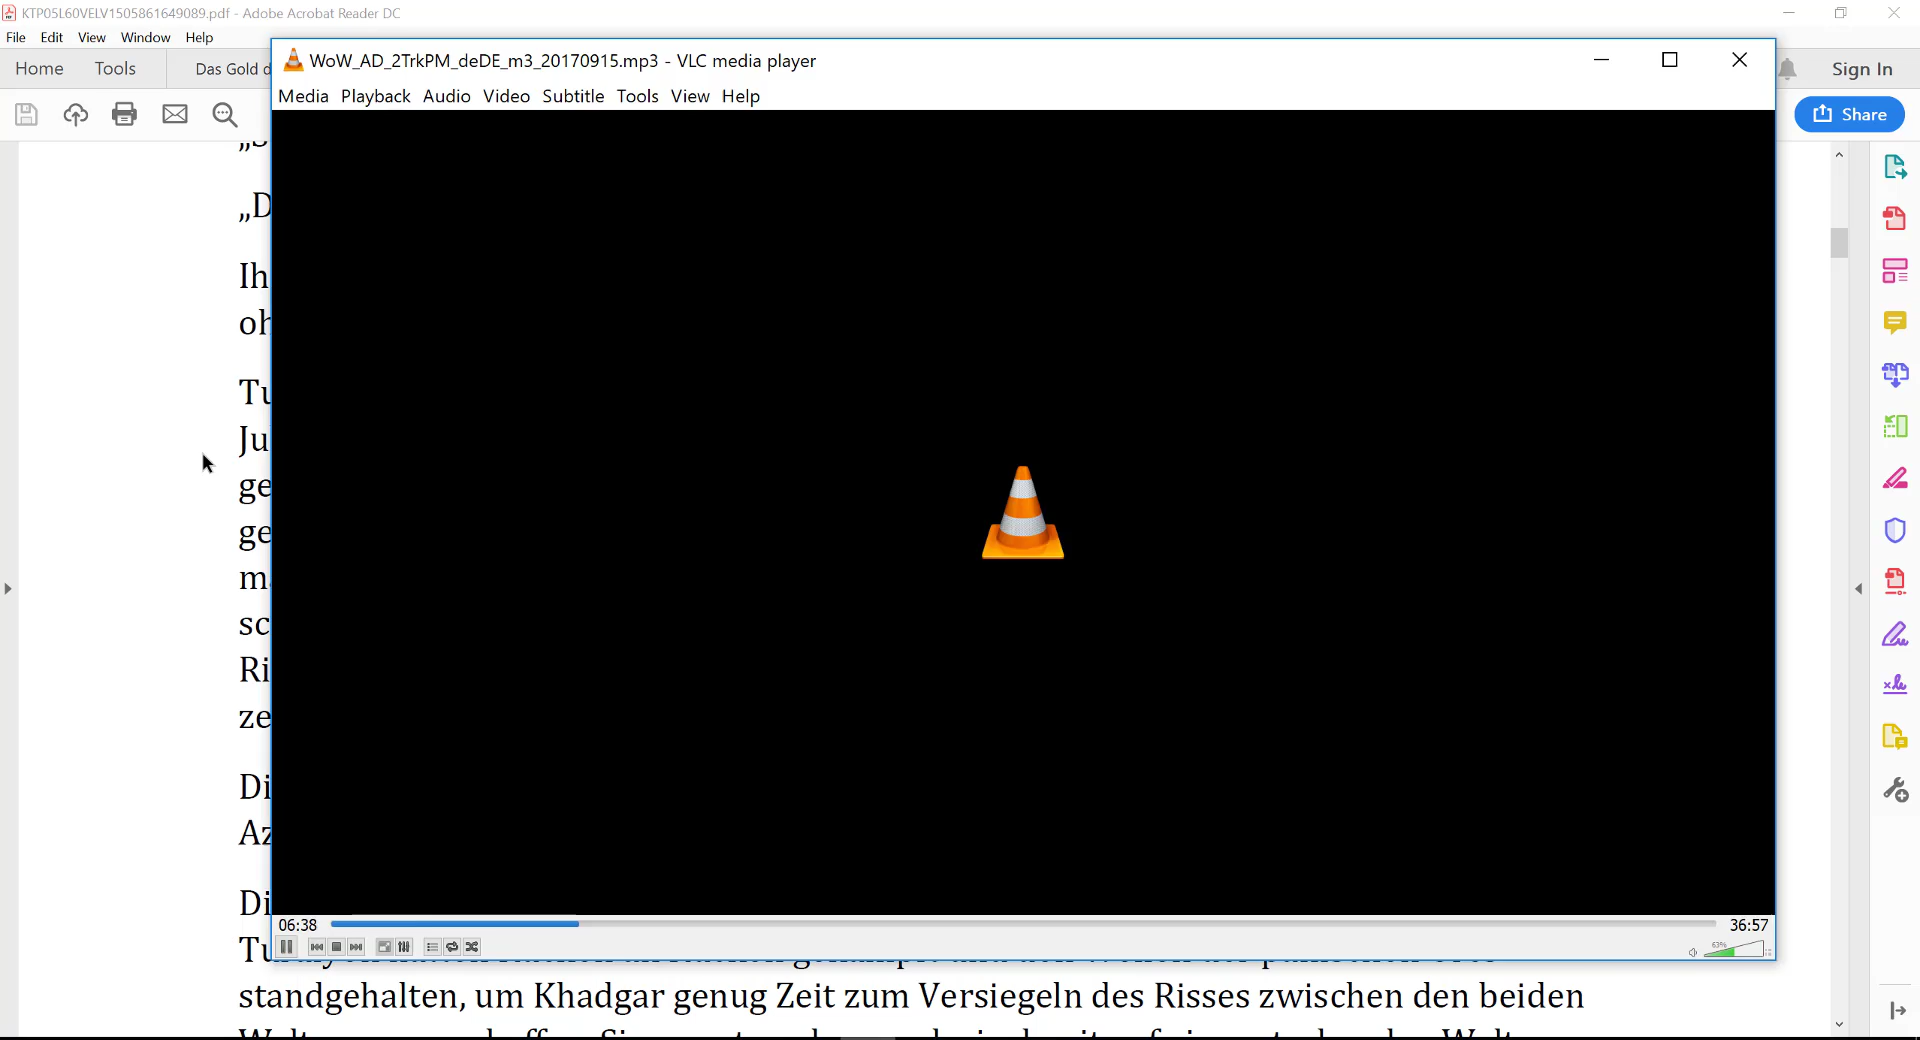 KTP05L60VELV1505861649089.pdf - Adobe Acrobat Reader DC
File Edit View Window Help
Home Tools Das Gold d
Sign In
Share
WoW_AD_2TrkPM_deDE_m3_20170915.mp3 - VLC media player
Media Playback Audio Video Subtitle Tools View Help
„D
Ih
oh
Tu
Ju
ge
ge
m
sc
Ri
ze
Di
Az
Di
06:38 36:57
63%
standgehalten, um Khadgar genug Zeit zum Versiegeln des Risses zwischen den beiden